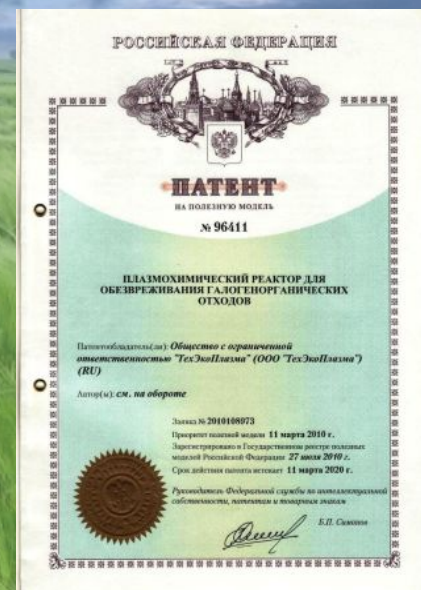 РОССИЙСКАЯ ФЕДЕРАЦИЯ
ПАТЕНТ
НА ПОЛЕЗНУЮ МОДЕЛЬ
№ 96411
ПЛАЗМОХИМИЧЕСКИЙ РЕАКТОР ДЛЯ
ОБЕЗВРЕЖИВАНИЯ ГАЛОГЕНОРГАНИЧЕСКИХ
ОТХОДОВ
Патентообладатель(ли): Общество с ограниченной
ответственностью "ТехЭкоПлазма" (ООО "ТехЭкоПлазма")
(RU)
Автор(ы): см. на обороте
Заявка № 2010108973
Приоритет полезной модели 11 марта 2010 г.
Зарегистрировано в Государственном реестре полезных
моделей Российской Федерации 27 июля 2010 г.
Срок действия патента истекает 11 марта 2020 г.
Руководитель Федеральной службы по интеллектуальной
собственности, патентам и товарным знакам
Б.П. Симонов